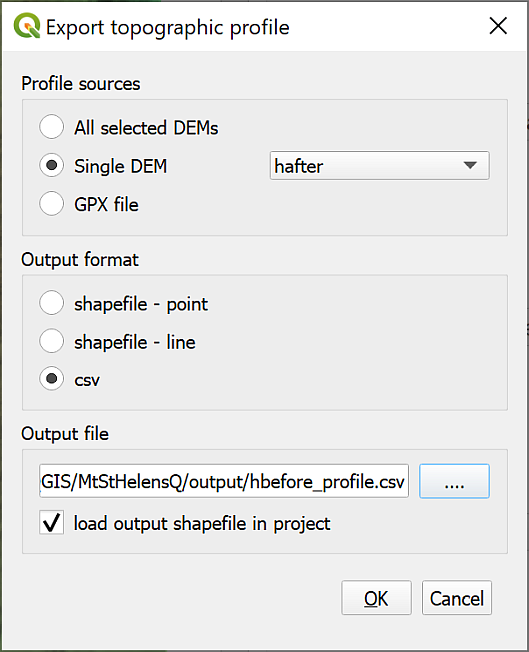 Export topographic profile
Profile sources
All selected DEMs
Single DEM
hafter
GPX file
Output format
shapefile - point
shapefile - line
csv
Output file
GIS/MtStHelensQ/output/hbefore_profile.csv
....
load output shapefile in project
OK
Cancel